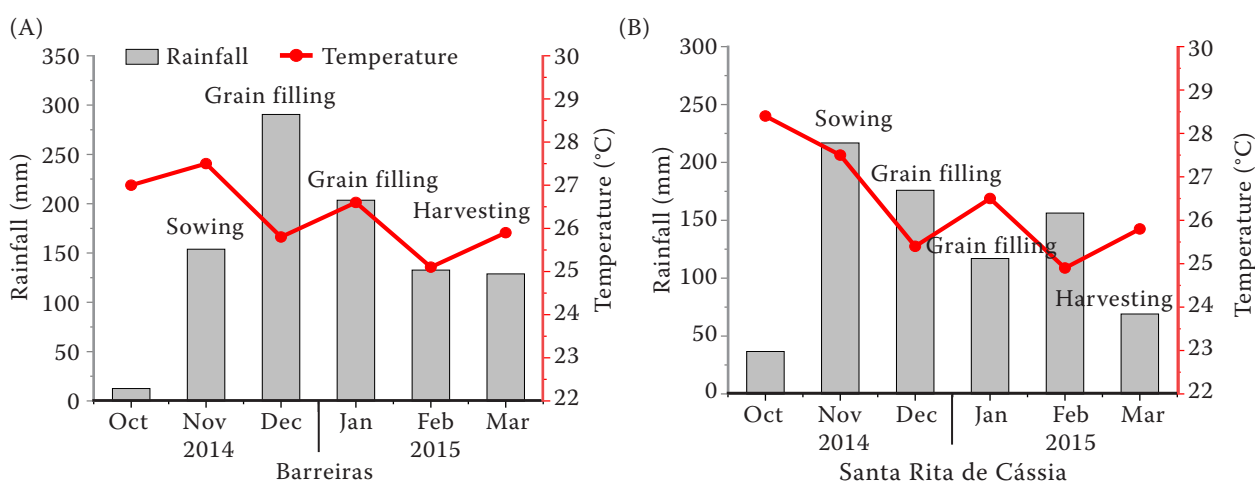 (A)
Rainfall
Temperature
Rainfall (mm)
350
300
250
200
150
100
50
0
30
29
28
27
26
25
24
23
22
Temperature (°C)
Sowing
Grain filling
Grain filling
Harvesting
Oct
Nov
Dec
Jan
Feb
Mar
2014
2015
Barreiras
(B)
Rainfall (mm)
300
250
200
150
100
50
0
30
29
28
27
26
25
24
23
22
Temperature (°C)
Sowing
Grain filling
Grain filling
Harvesting
Oct
Nov
Dec
Jan
Feb
Mar
2014
2015
Santa Rita de Cássia